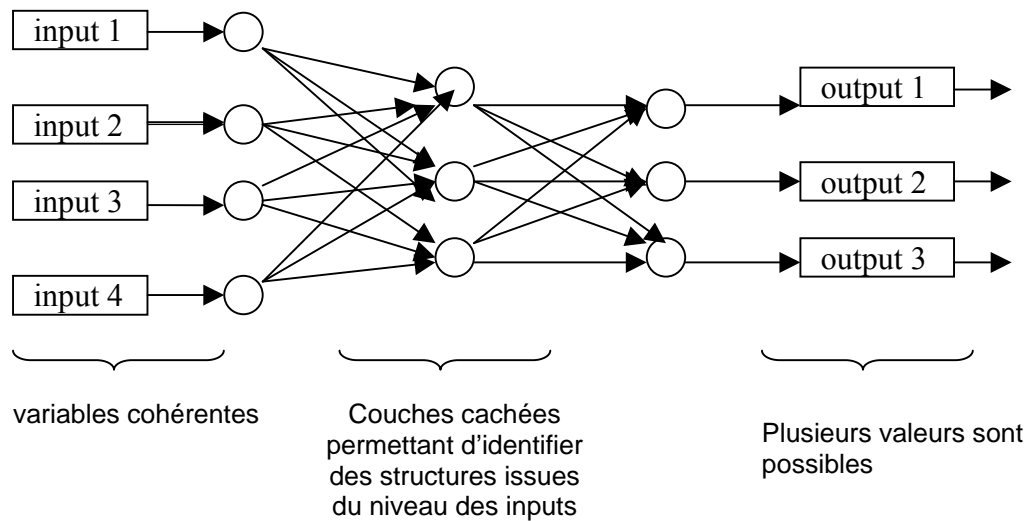 input 1
input 2
input 3
input 4
output 1
output 2
output 3
variables cohérentes
Couches cachées
permettant d'identifier
des structures issues
du niveau des inputs
Plusieurs valeurs sont
possibles